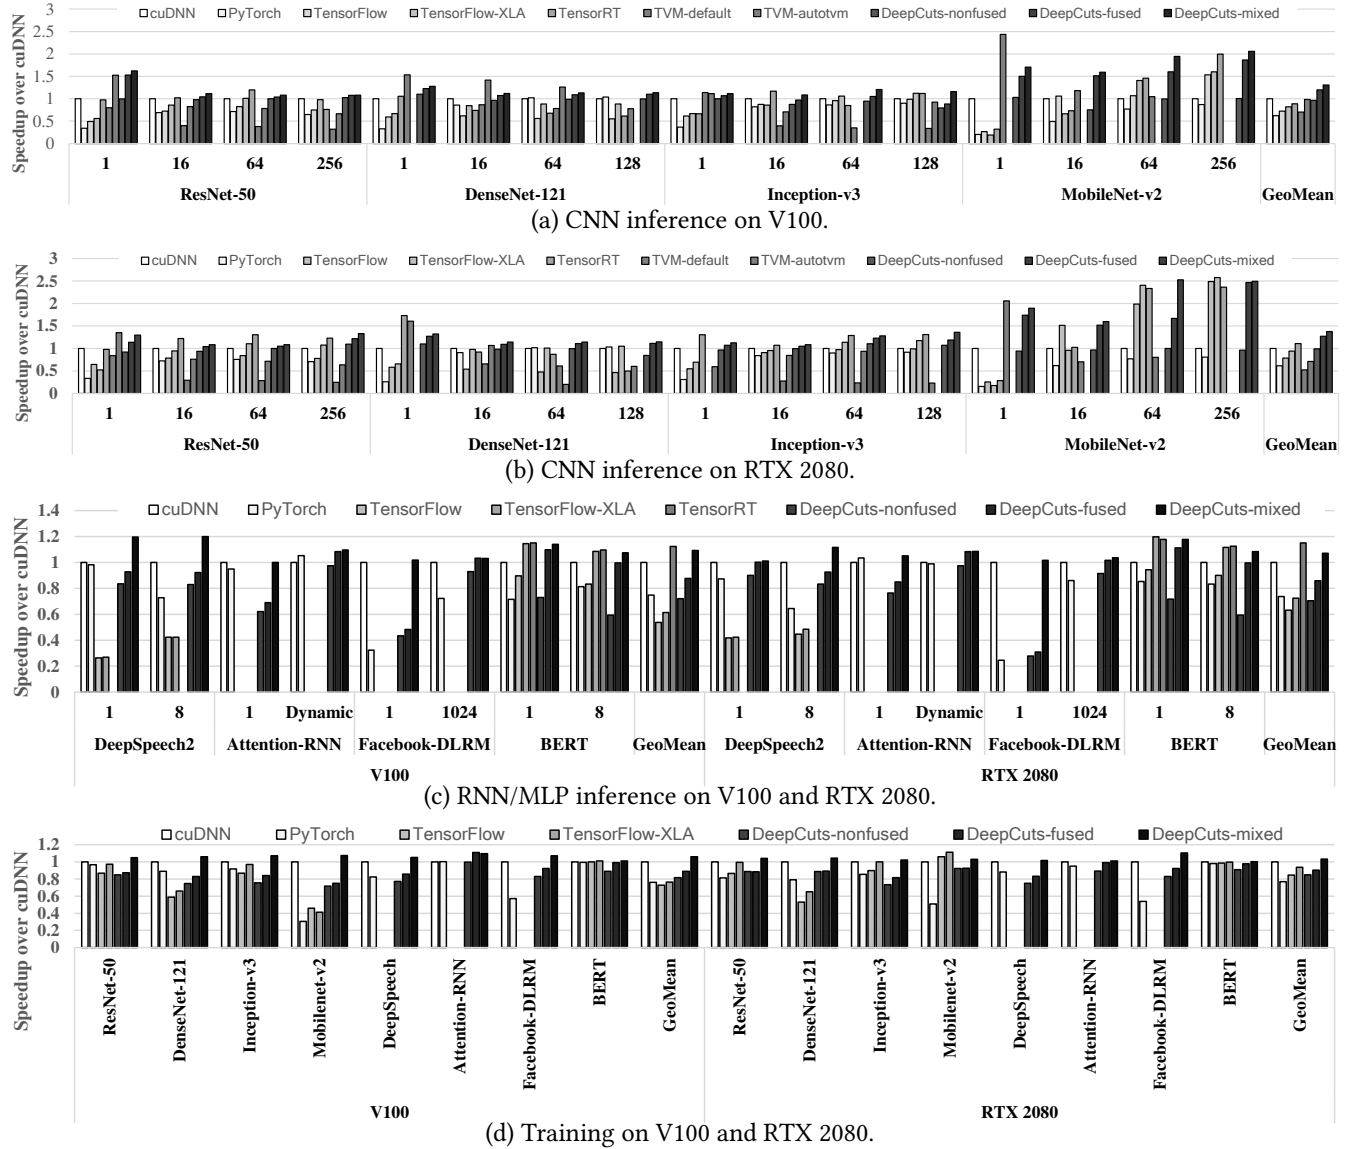 cuDNN PyTorch TensorFlow TensorFlow-XLA TensorRT TVM-default TVM-autotvm DeepCuts-nonfused DeepCuts-fused DeepCuts-mixed
Speedup over cuDNN
3
2.5
2
1.5
1
0.5
0
1 16 64 256 1 16 64 128 1 16 64 128 1 16 64 256
ResNet-50 DenseNet-121 Inception-v3 MobileNet-v2 GeoMean
(a) CNN inference on V100.
cuDNN PyTorch TensorFlow TensorFlow-XLA TensorRT TVM-default TVM-autotvm DeepCuts-nonfused DeepCuts-fused DeepCuts-mixed
Speedup over cuDNN
3
2.5
2
1.5
1
0.5
0
1 16 64 256 1 16 64 128 1 16 64 128 1 16 64 256
ResNet-50 DenseNet-121 Inception-v3 MobileNet-v2 GeoMean
(b) CNN inference on RTX 2080.
cuDNN PyTorch TensorFlow TensorFlow-XLA TensorRT DeepCuts-nonfused DeepCuts-fused DeepCuts-mixed
Speedup over cuDNN
1.4
1.2
1
0.8
0.6
0.4
0.2
0
1 8 1 Dynamic 1 1024 1 8 1 8 1 Dynamic 1 1024 1 8
DeepSpeech2 Attention-RNN Facebook-DLRM BERT GeoMean DeepSpeech2 Attention-RNN Facebook-DLRM BERT GeoMean
V100 RTX 2080
(c) RNN/MLP inference on V100 and RTX 2080.
cuDNN PyTorch TensorFlow TensorFlow-XLA DeepCuts-nonfused DeepCuts-fused DeepCuts-mixed
Speedup over cuDNN
1.2
1
0.8
0.6
0.4
0.2
0
ResNet-50 DenseNet-121 Inception-v3 Mobilenet-v2 DeepSpeech Attention-RNN Facebook-DLRM BERT GeoMean ResNet-50 DenseNet-121 Inception-v3 Mobilenet-v2 DeepSpeech Attention-RNN Facebook-DLRM BERT GeoMean
V100 RTX 2080
(d) Training on V100 and RTX 2080.